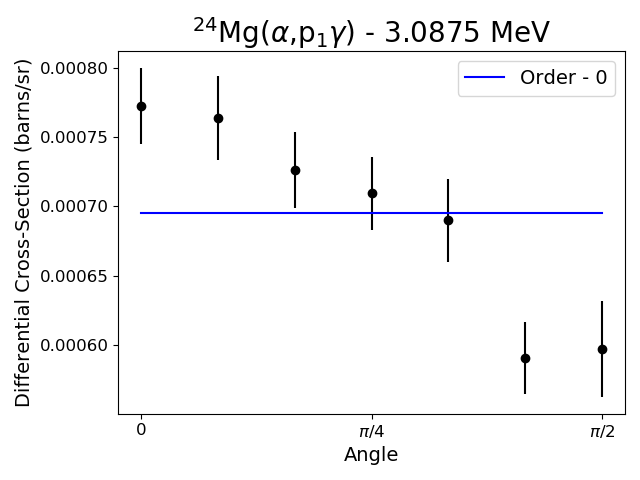 ²⁴Mg(α,p₁γ) - 3.0875 MeV
Order - 0
Differential Cross-Section (barns/sr)
0.00080
0.00075
0.00070
0.00065
0.00060
0
π/4
π/2
Angle